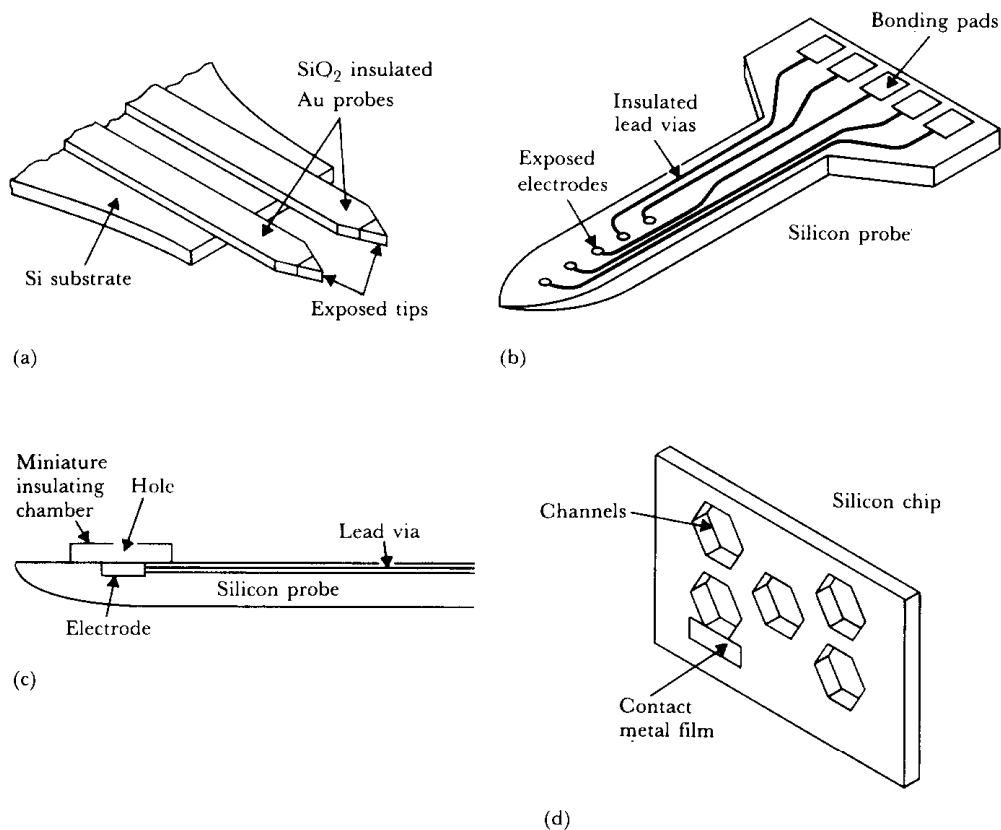 SiO₂ insulated
Au probes
Si substrate
Exposed tips
(a)
Bonding pads
Insulated
lead vias
Exposed
electrodes
Silicon probe
(b)
Miniature
insulating
chamber
Hole
Lead via
Silicon probe
Electrode
(c)
Silicon chip
Channels
Contact
metal film
(d)